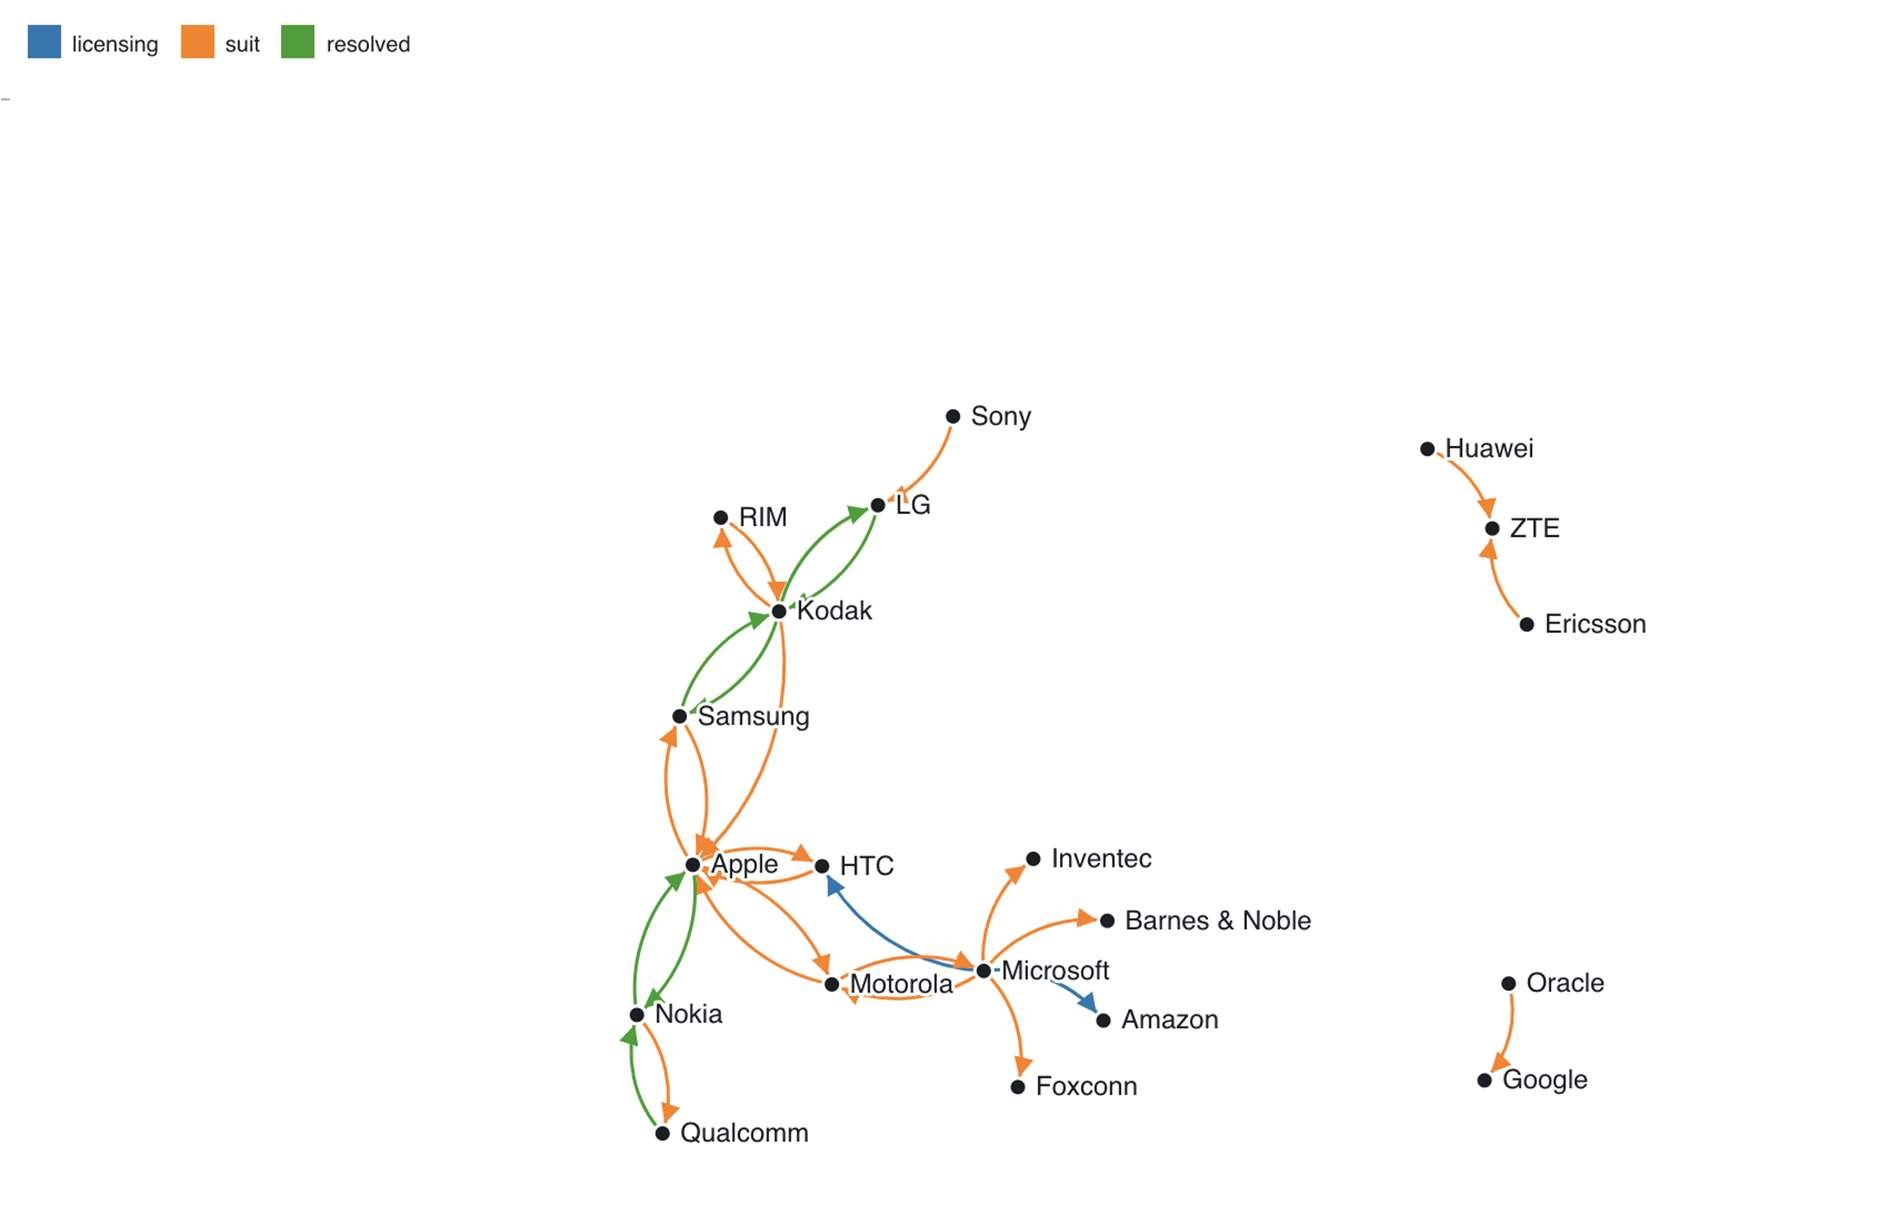 licensing suit resolved
Sony
Huawei
LG
RIM
ZTE
Kodak
Ericsson
Samsung
Inventec
Apple
HTC
Barnes & Noble
Microsoft
Motorola
Oracle
Nokia
Amazon
Google
Foxconn
Qualcomm